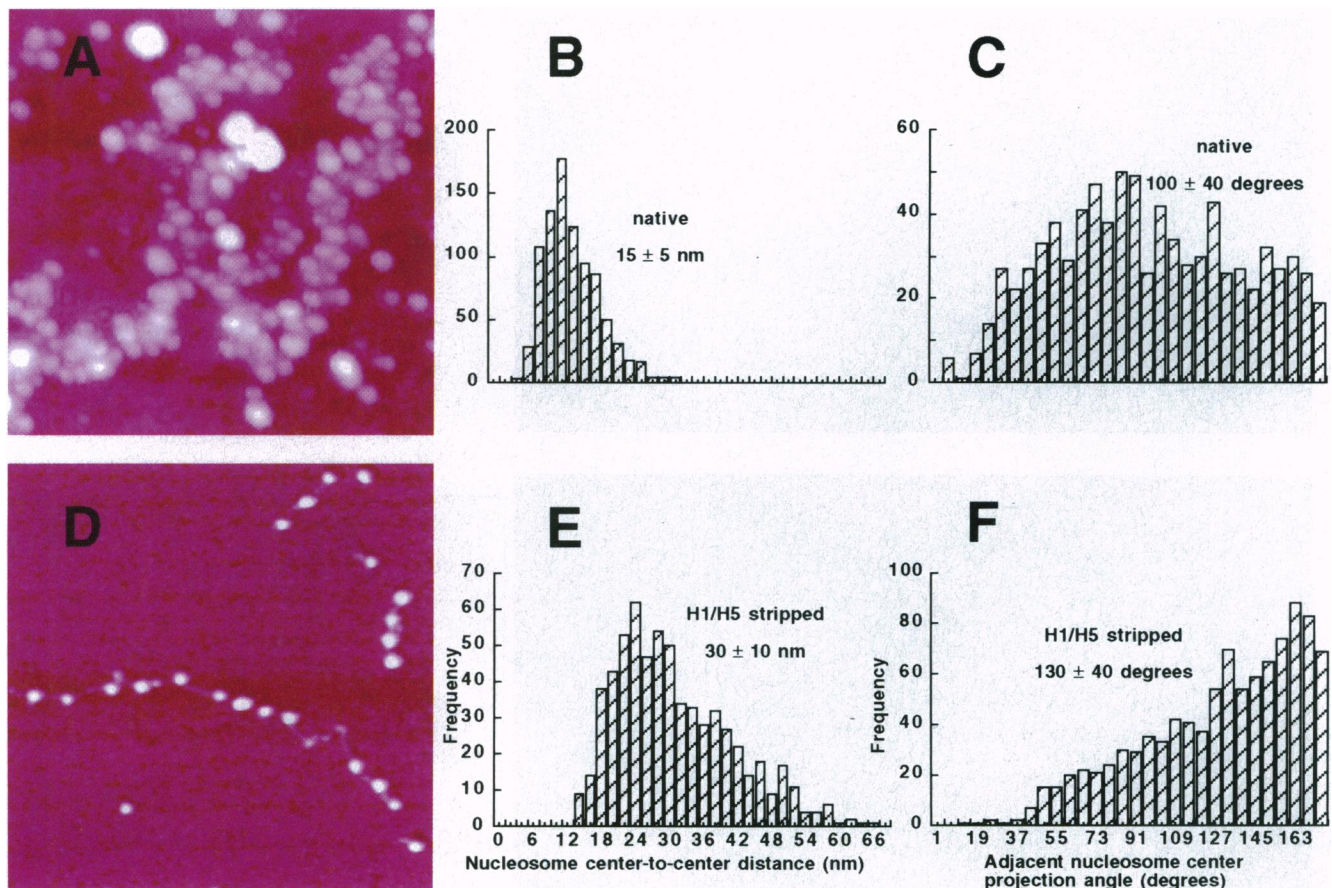 A
B
C
200
150
100
50
0
native
15 ± 5 nm
60
40
20
0
native
100 ± 40 degrees
D
E
F
Frequency
70
60
50
40
30
20
10
0
H1/H5 stripped
30 ± 10 nm
0 6 12 18 24 30 36 42 48 54 60 66
Nucleosome center-to-center distance (nm)
Frequency
100
80
60
40
20
0
H1/H5 stripped
130 ± 40 degrees
1 19 37 55 73 91 109 127 145 163
Adjacent nucleosome center
projection angle (degrees)